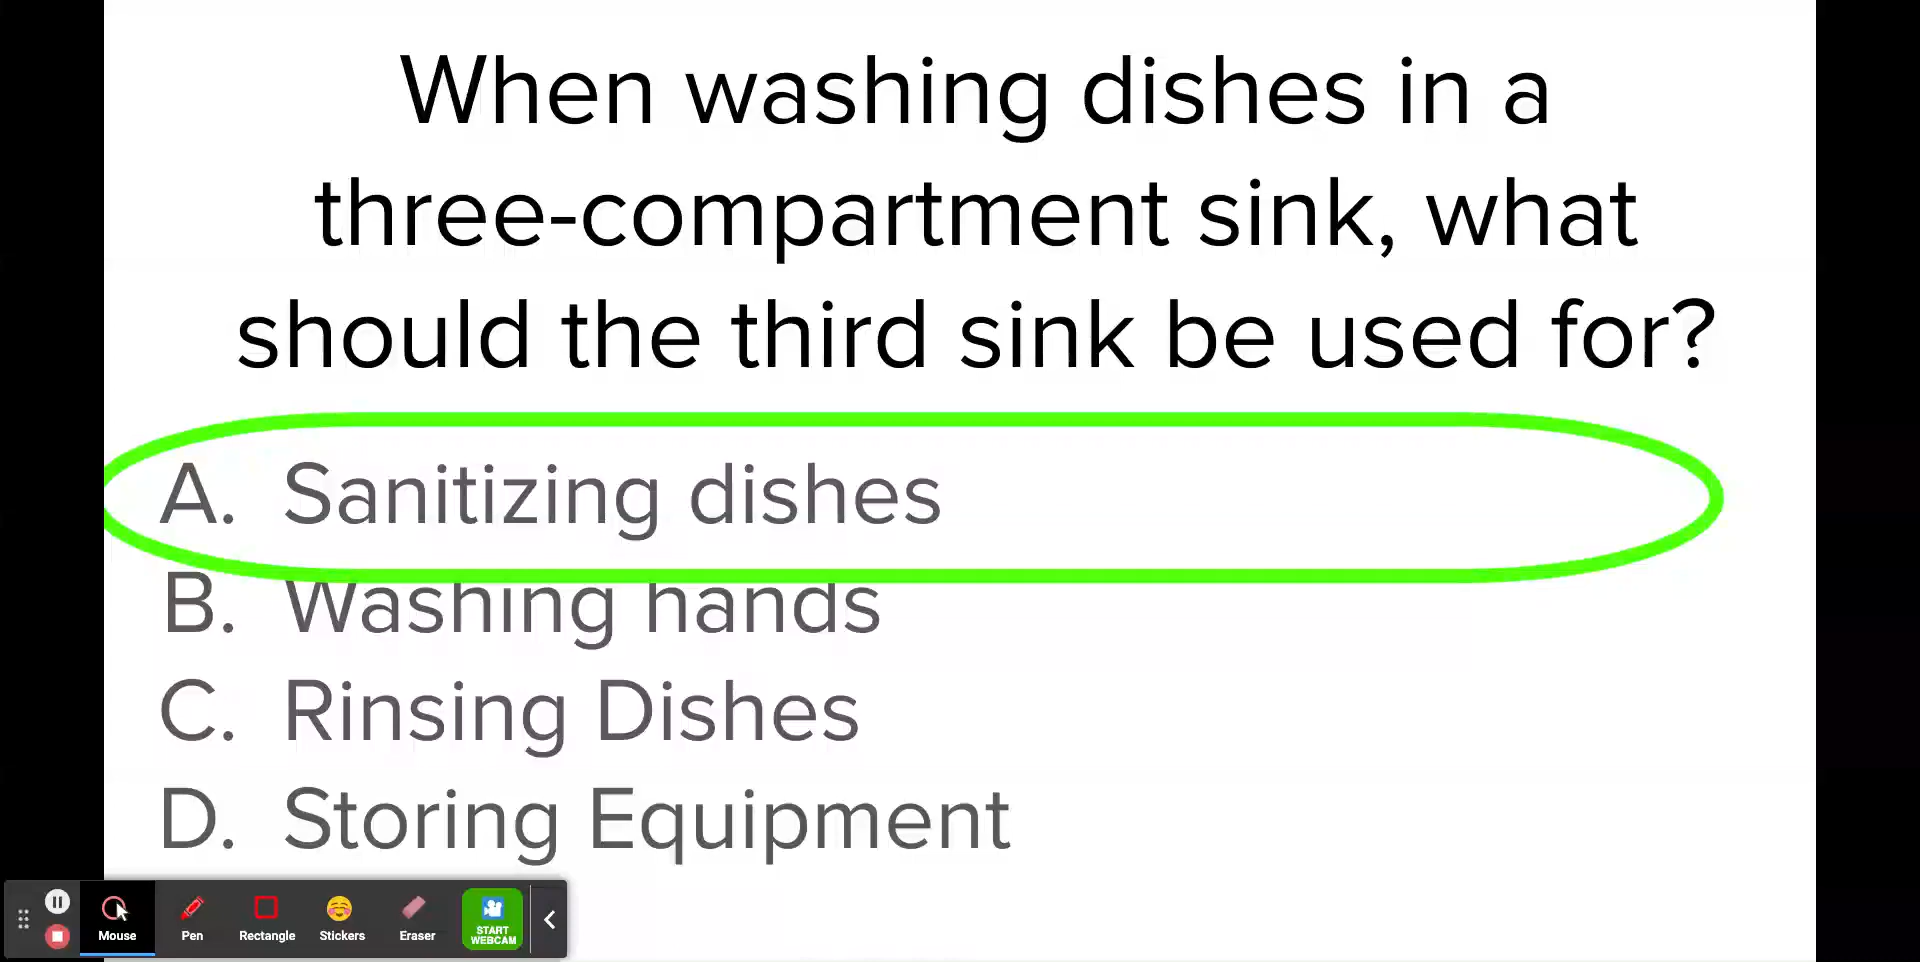 When washing dishes in a
three-compartment sink, what
should the third sink be used for?
A. Sanitizing dishes
B. Washing hands
C. Rinsing Dishes
D. Storing Equipment
Mouse
Pen
Rectangle
Stickers
Eraser
START
WEBCAM